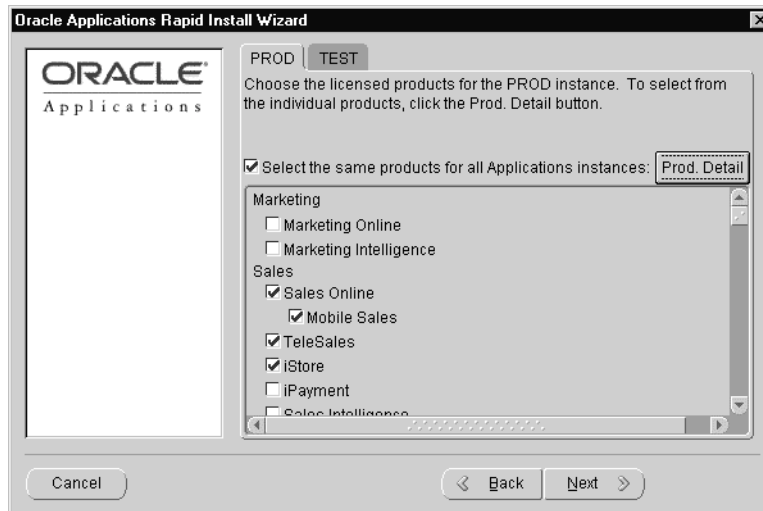 Oracle Applications Rapid Install Wizard
ORACLE
Applications
PROD
TEST
Choose the licensed products for the PROD instance. To select from
the individual products, click the Prod. Detail button.
Select the same products for all Applications instances:
Prod. Detail
Marketing
Marketing Online
Marketing Intelligence
Sales
Sales Online
Mobile Sales
TeleSales
iStore
iPayment
Sales Intelligence
Cancel
Back
Next